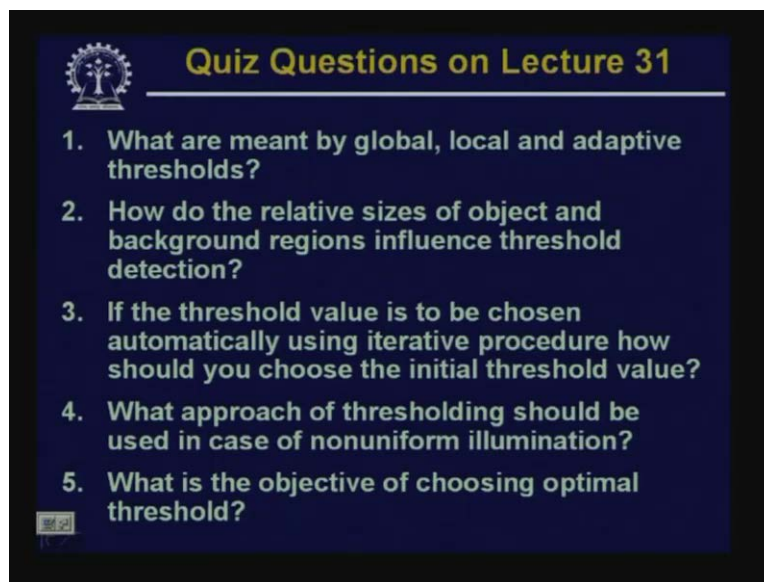 Quiz Questions on Lecture 31
1. What are meant by global, local and adaptive
thresholds?
2. How do the relative sizes of object and
background regions influence threshold
detection?
3. If the threshold value is to be chosen
automatically using iterative procedure how
should you choose the initial threshold value?
4. What approach of thresholding should be
used in case of nonuniform illumination?
5. What is the objective of choosing optimal
threshold?